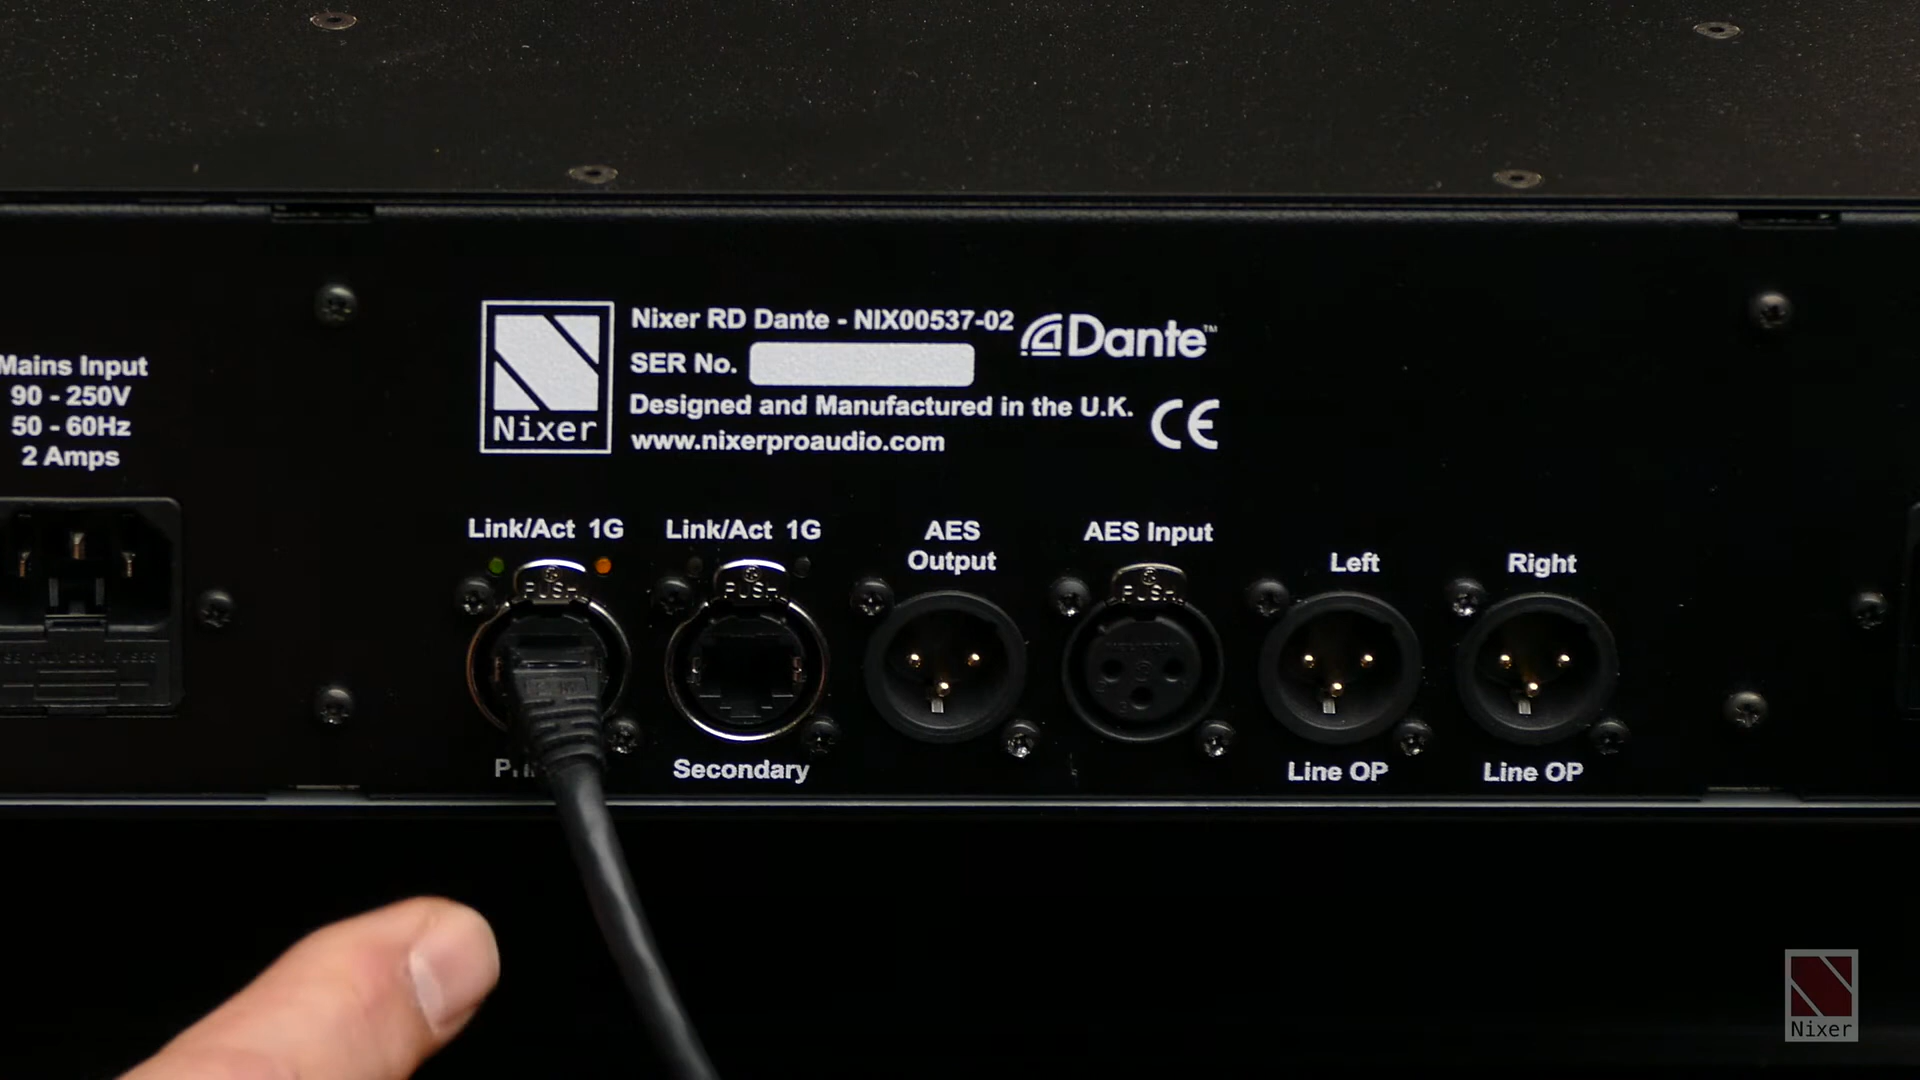 Nixer RD Dante - NIX00537-02
Dante™
SER No.
Designed and Manufactured in the U.K.
CE
www.nixerproaudio.com
Nixer
Mains Input
90 - 250V
50 - 60Hz
2 Amps
Link/Act 1G
Link/Act 1G
AES
Output
AES Input
Left
Right
PUSH
PUSH
PUSH
Secondary
Line OP
Line OP
Nixer